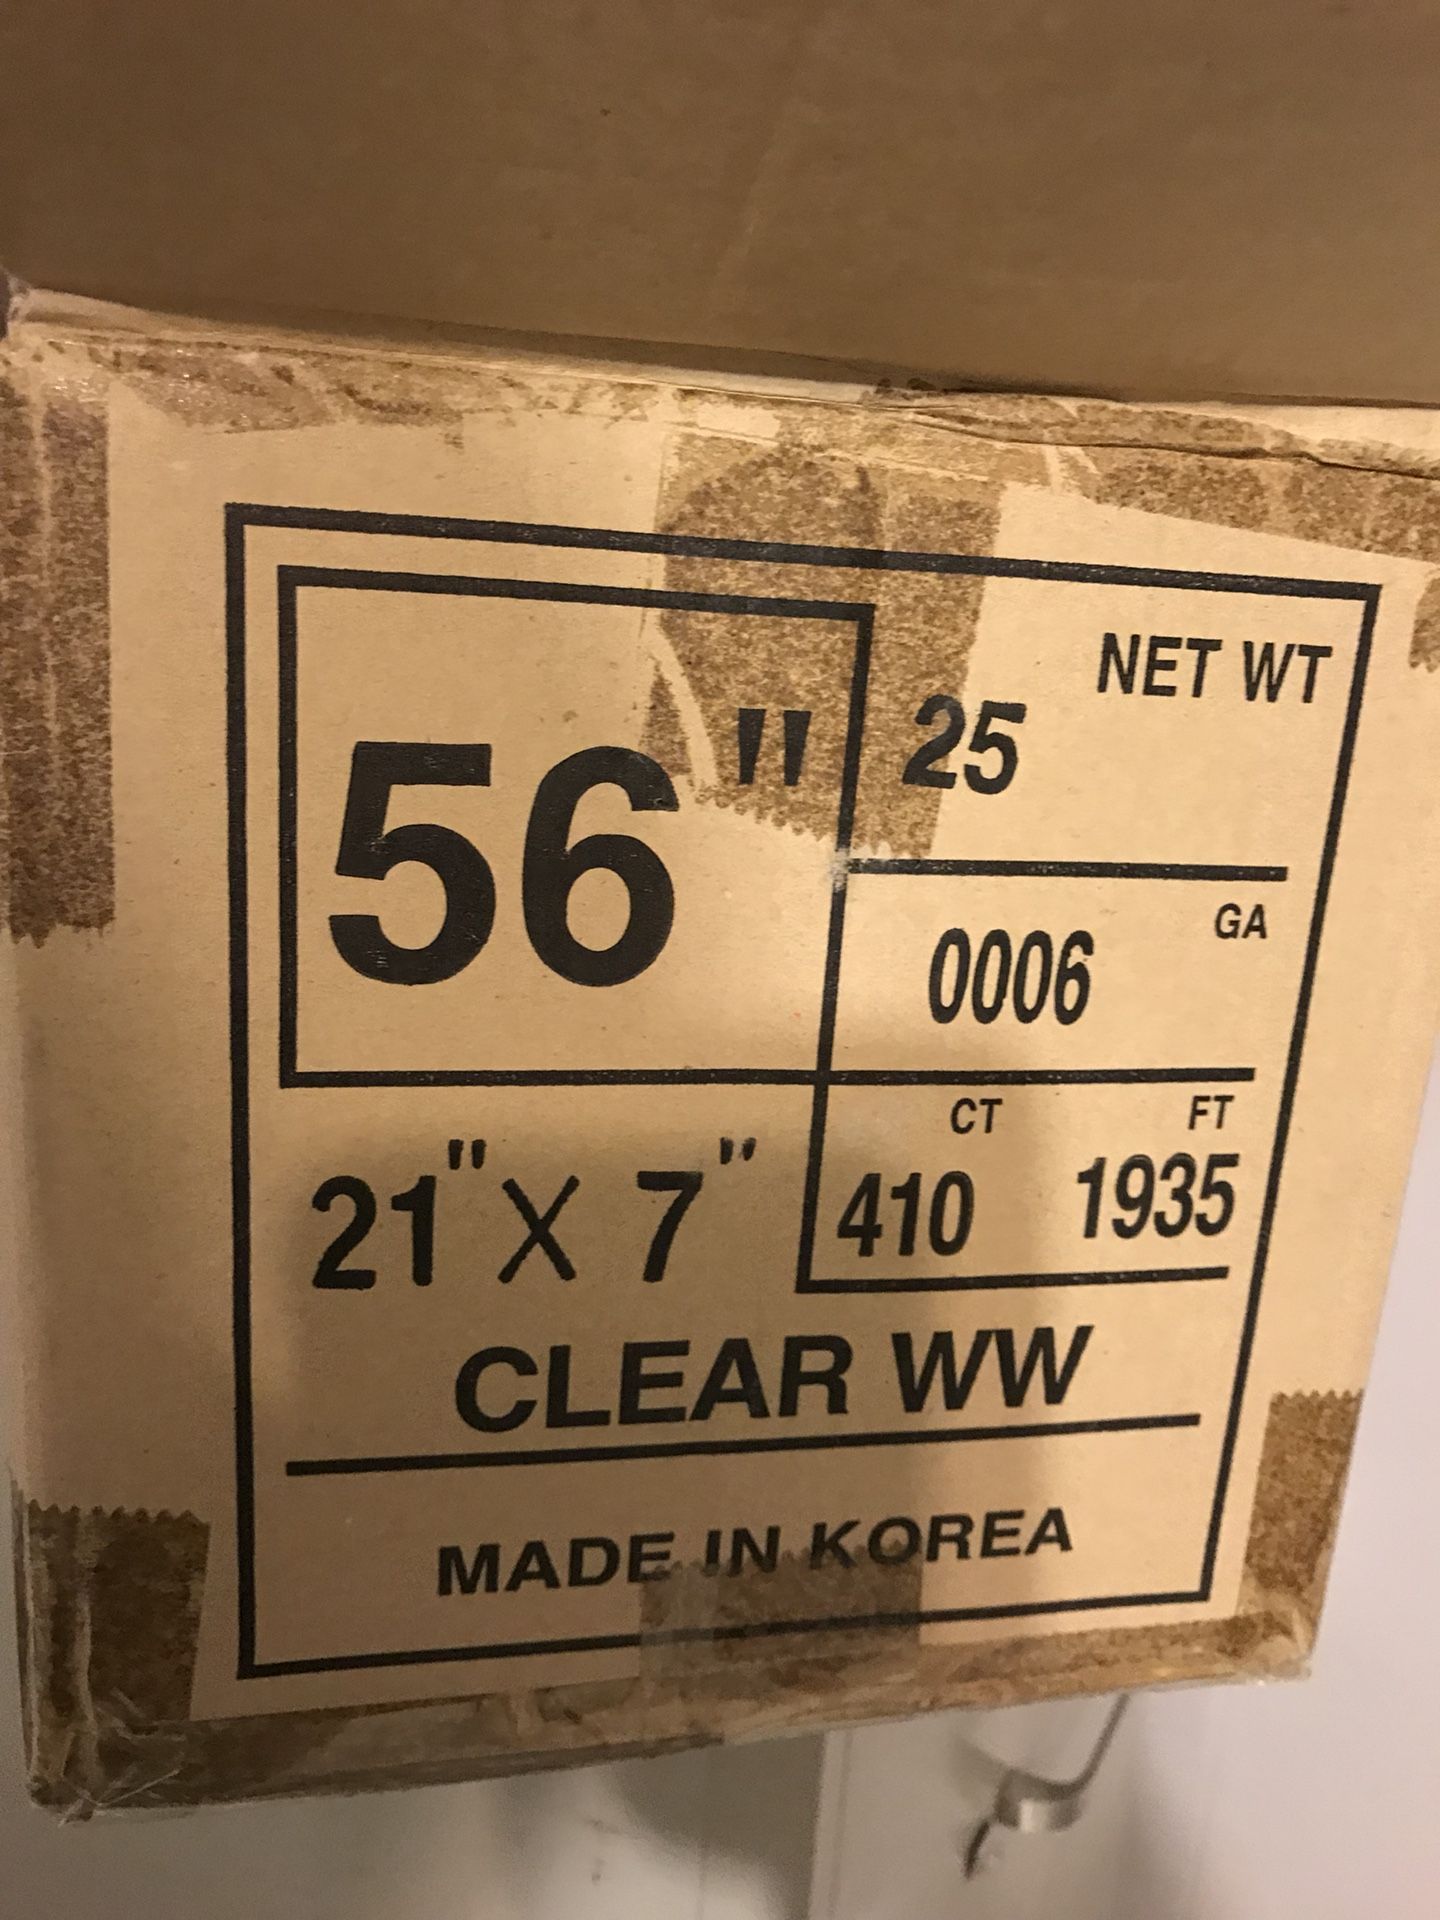 56"
NET WT
25
GA
0006
CT FT
410 1935
21" X 7"
CLEAR WW
MADE IN KOREA